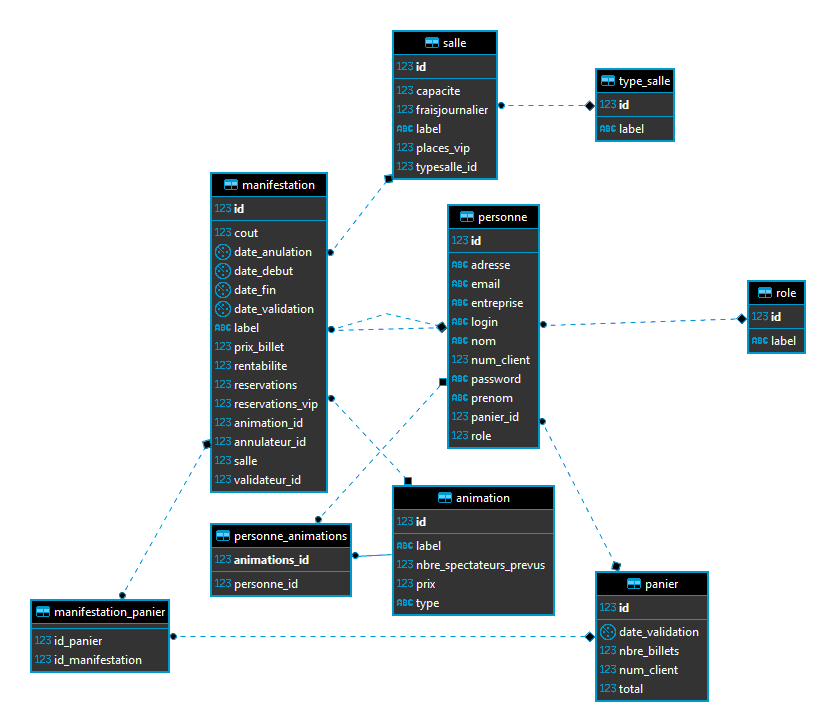 salle
123 id
123 capacite
123 fraisjournalier
ABC label
123 places_vip
123 typesalle_id
type_salle
123 id
ABC label
manifestation
123 id
123 cout
date_anulation
date_debut
date_fin
date_validation
ABC label
123 prix_billet
123 rentabilite
123 reservations
123 reservations_vip
123 animation_id
123 annulateur_id
123 salle
123 validateur_id
personne
123 id
ABC adresse
ABC email
ABC entreprise
ABC login
ABC nom
123 num_client
ABC password
ABC prenom
123 panier_id
123 role
role
123 id
ABC label
personne_animations
123 animations_id
123 personne_id
animation
123 id
ABC label
123 nbre_spectateurs_prevus
123 prix
ABC type
manifestation_panier
123 id_panier
123 id_manifestation
panier
123 id
date_validation
123 nbre_billets
123 num_client
123 total